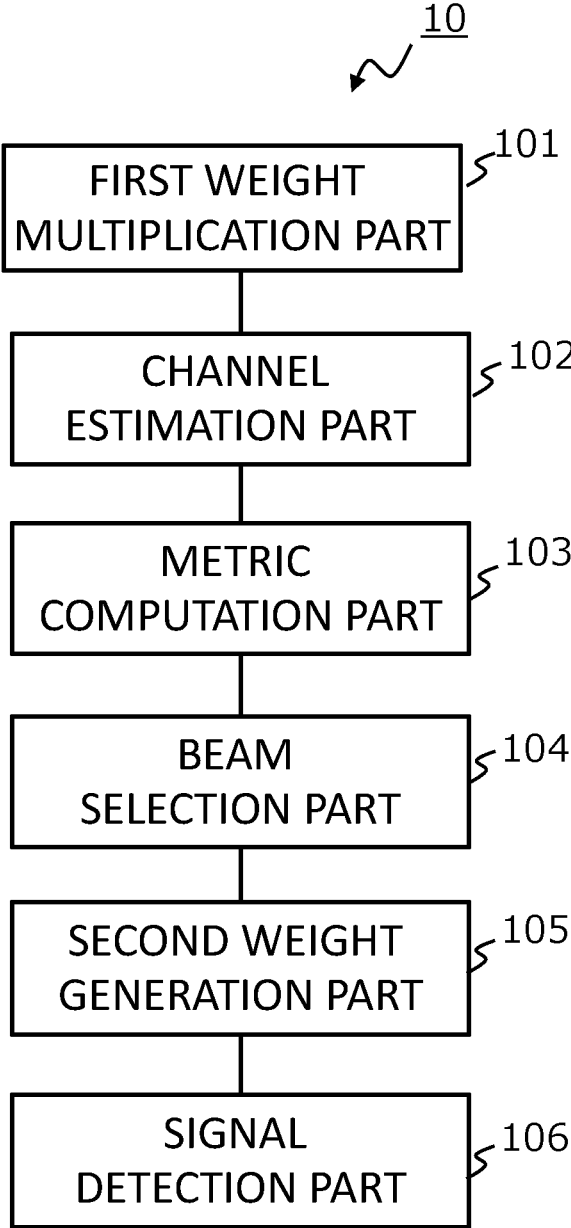 10
101
FIRST WEIGHT
MULTIPLICATION PART
102
CHANNEL
ESTIMATION PART
103
METRIC
COMPUTATION PART
104
BEAM
SELECTION PART
105
SECOND WEIGHT
GENERATION PART
106
SIGNAL
DETECTION PART